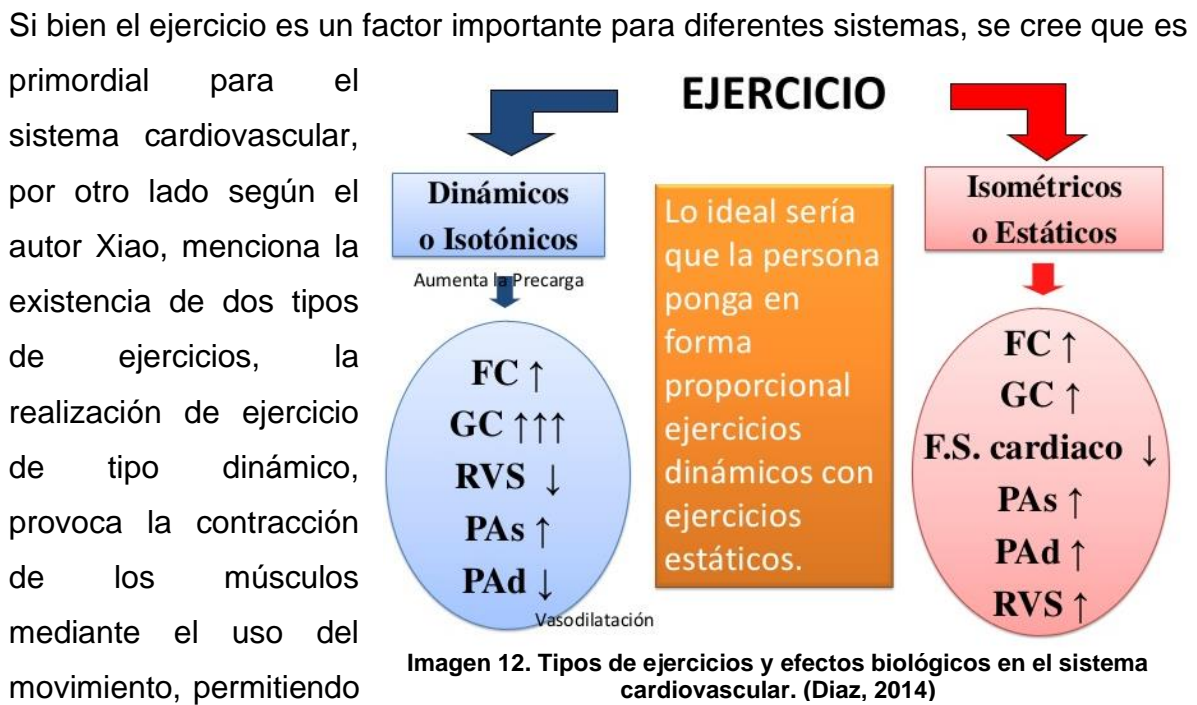 Si bien el ejercicio es un factor importante para diferentes sistemas, se cree que es
primordial para el
sistema cardiovascular,
por otro lado según el
autor Xiao, menciona la
existencia de dos tipos
de ejercicios, la
realización de ejercicio
de tipo dinámico,
provoca la contracción
de los músculos
mediante el uso del
movimiento, permitiendo
EJERCICIO
Dinámicos
o Isotónicos
Aumenta la Precarga
FC ↑
GC ↑↑↑
RVS ↓
PAs ↑
PAd ↓
Vasodilatación
Lo ideal sería
que la persona
ponga en
forma
proporcional
ejercicios
dinámicos con
ejercicios
estáticos.
Isométricos
o Estáticos
FC ↑
GC ↑
F.S. cardiaco ↓
PAs ↑
PAd ↑
RVS ↑
Imagen 12. Tipos de ejercicios y efectos biológicos en el sistema
cardiovascular. (Diaz, 2014)